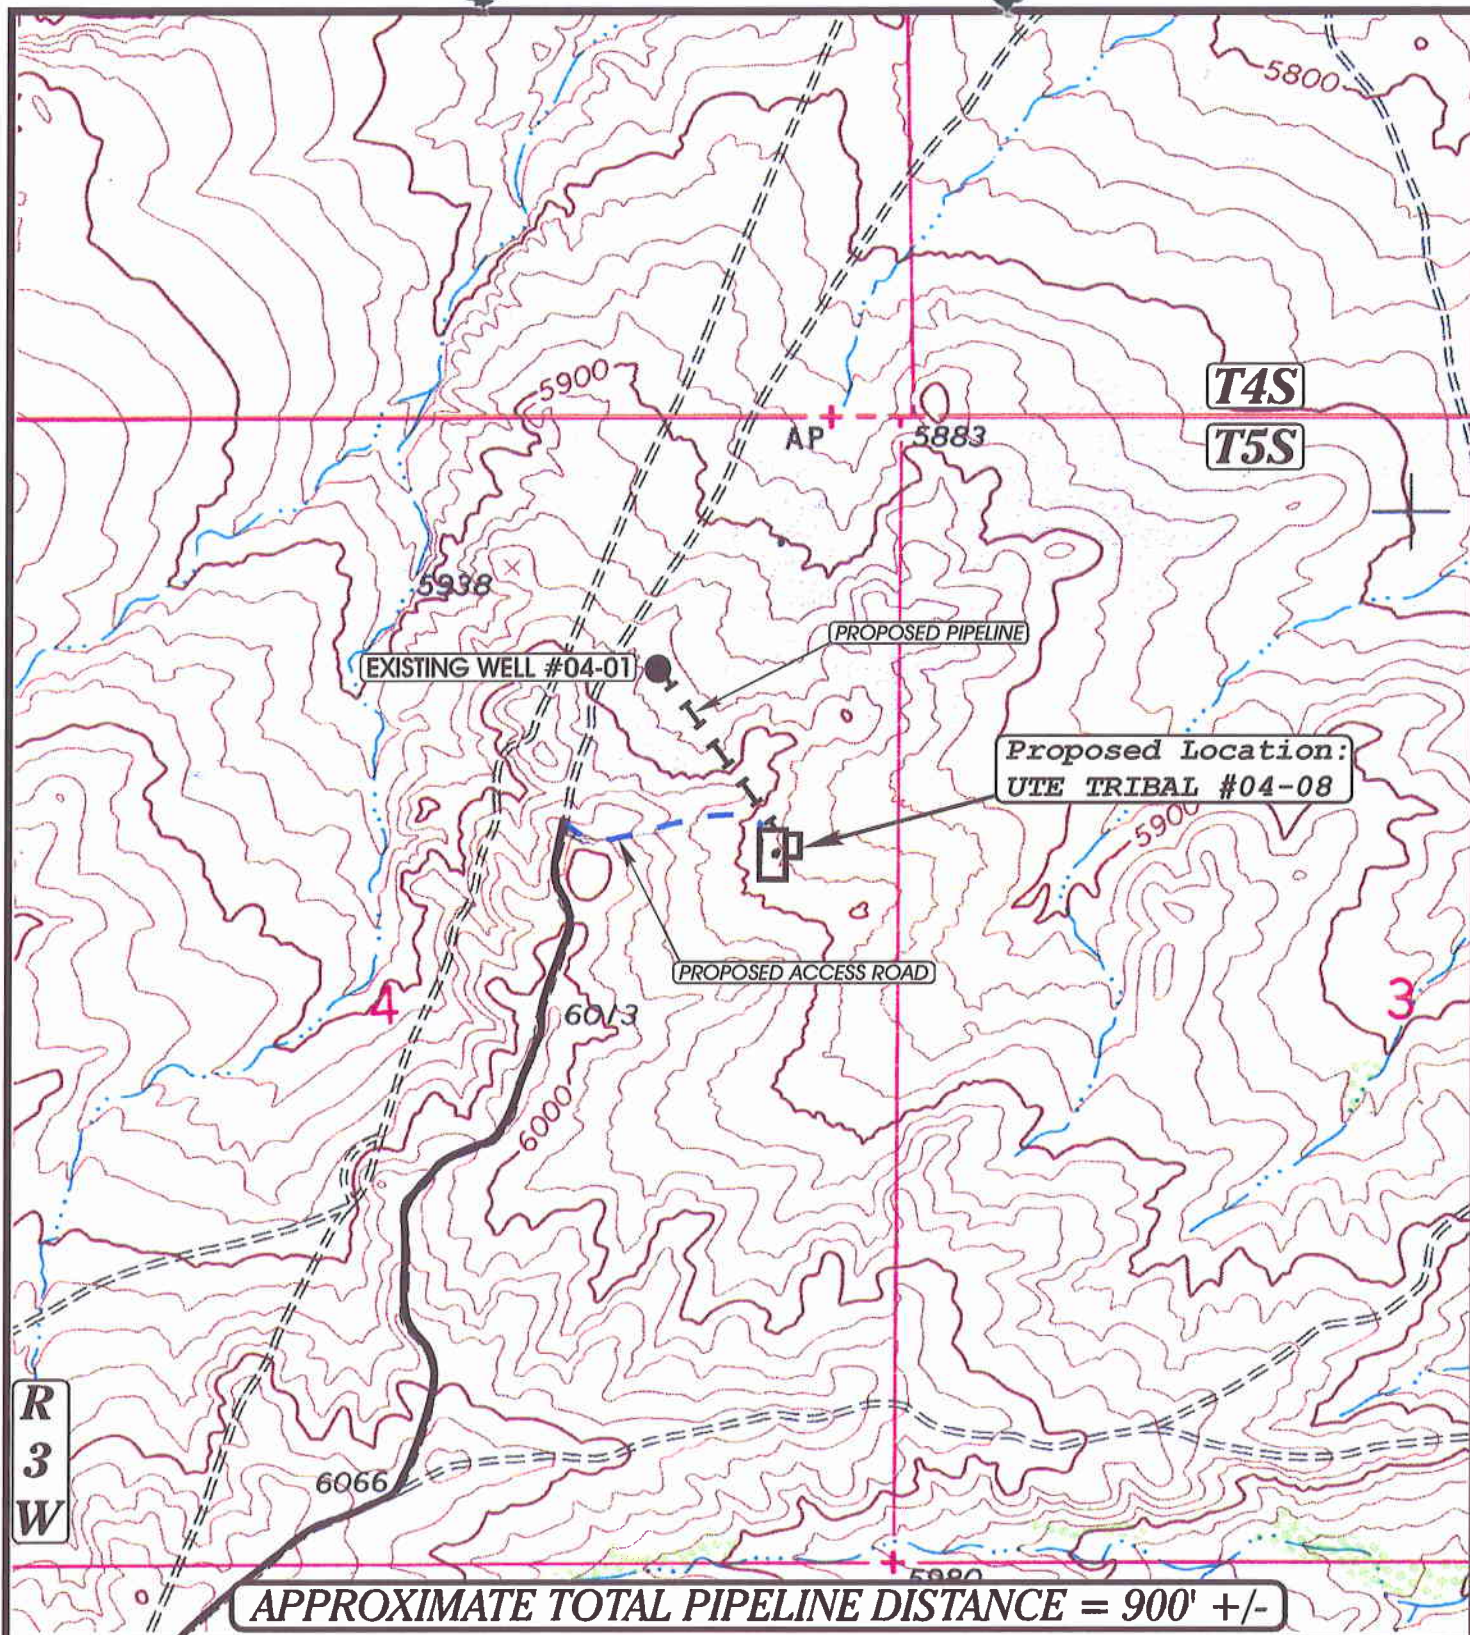 5800
5900
T4S
AP
5883
T5S
5938
PROPOSED PIPELINE
EXISTING WELL #04-01
Proposed Location:
UTE TRIBAL #04-08
5900
PROPOSED ACCESS ROAD
4
6013
3
6000
R
3
W
6066
5980
APPROXIMATE TOTAL PIPELINE DISTANCE = 900' +/-